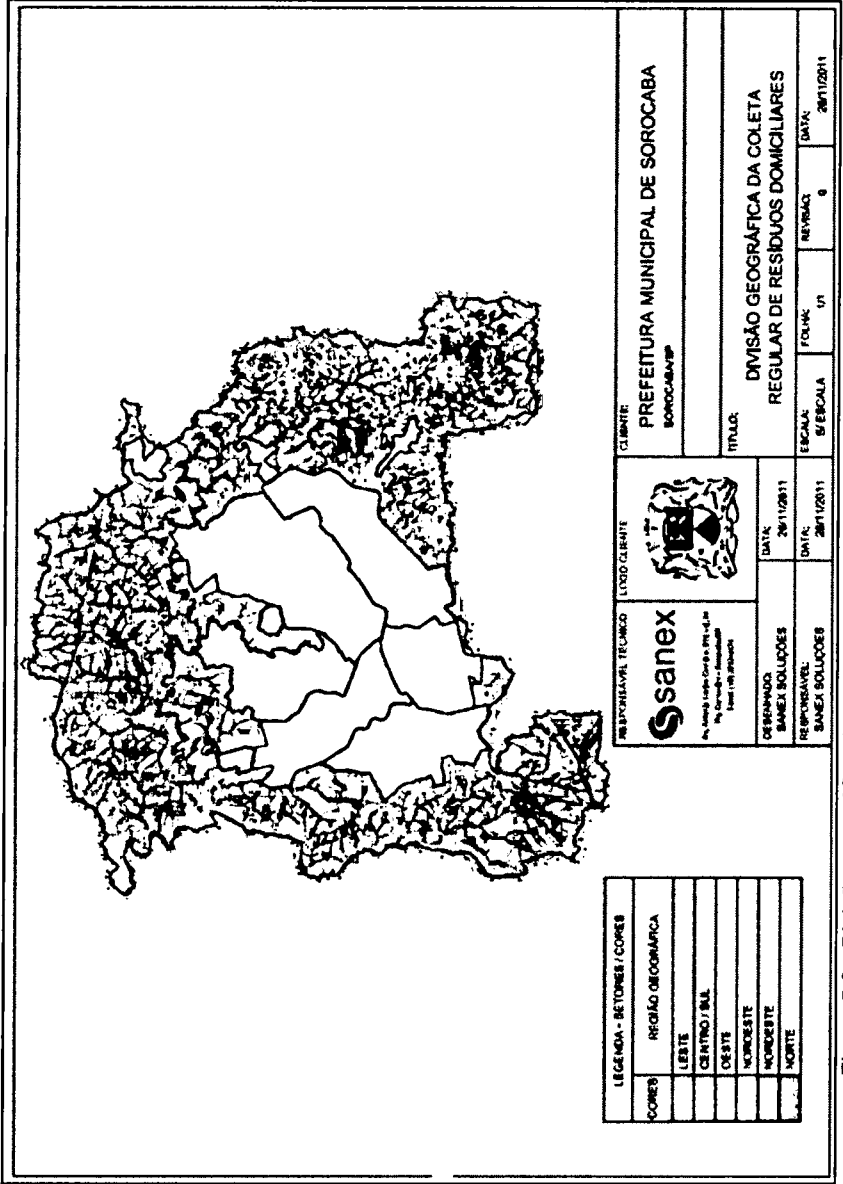 LEGENDA - SETORES / CORES
CORES
REGIÃO GEOGRÁFICA
LESTE
CENTRO / SUL
OESTE
NOROESTE
NORDESTE
NORTE
RESPONSÁVEL TÉCNICO
sanex
LOGO CLIENTE
DESENHADO:
SANEX SOLUÇÕES
DATA:
28/11/2011
RESPONSÁVEL:
SANEX SOLUÇÕES
DATA:
28/11/2011
CLIENTE:
PREFEITURA MUNICIPAL DE SOROCABA
SOROCABA/SP
TÍTULO:
DIVISÃO GEOGRÁFICA DA COLETA
REGULAR DE RESÍDUOS DOMICILIARES
ESCALA:
S/ ESCALA
FOLHA:
1/1
REVISÃO:
0
DATA:
28/11/2011